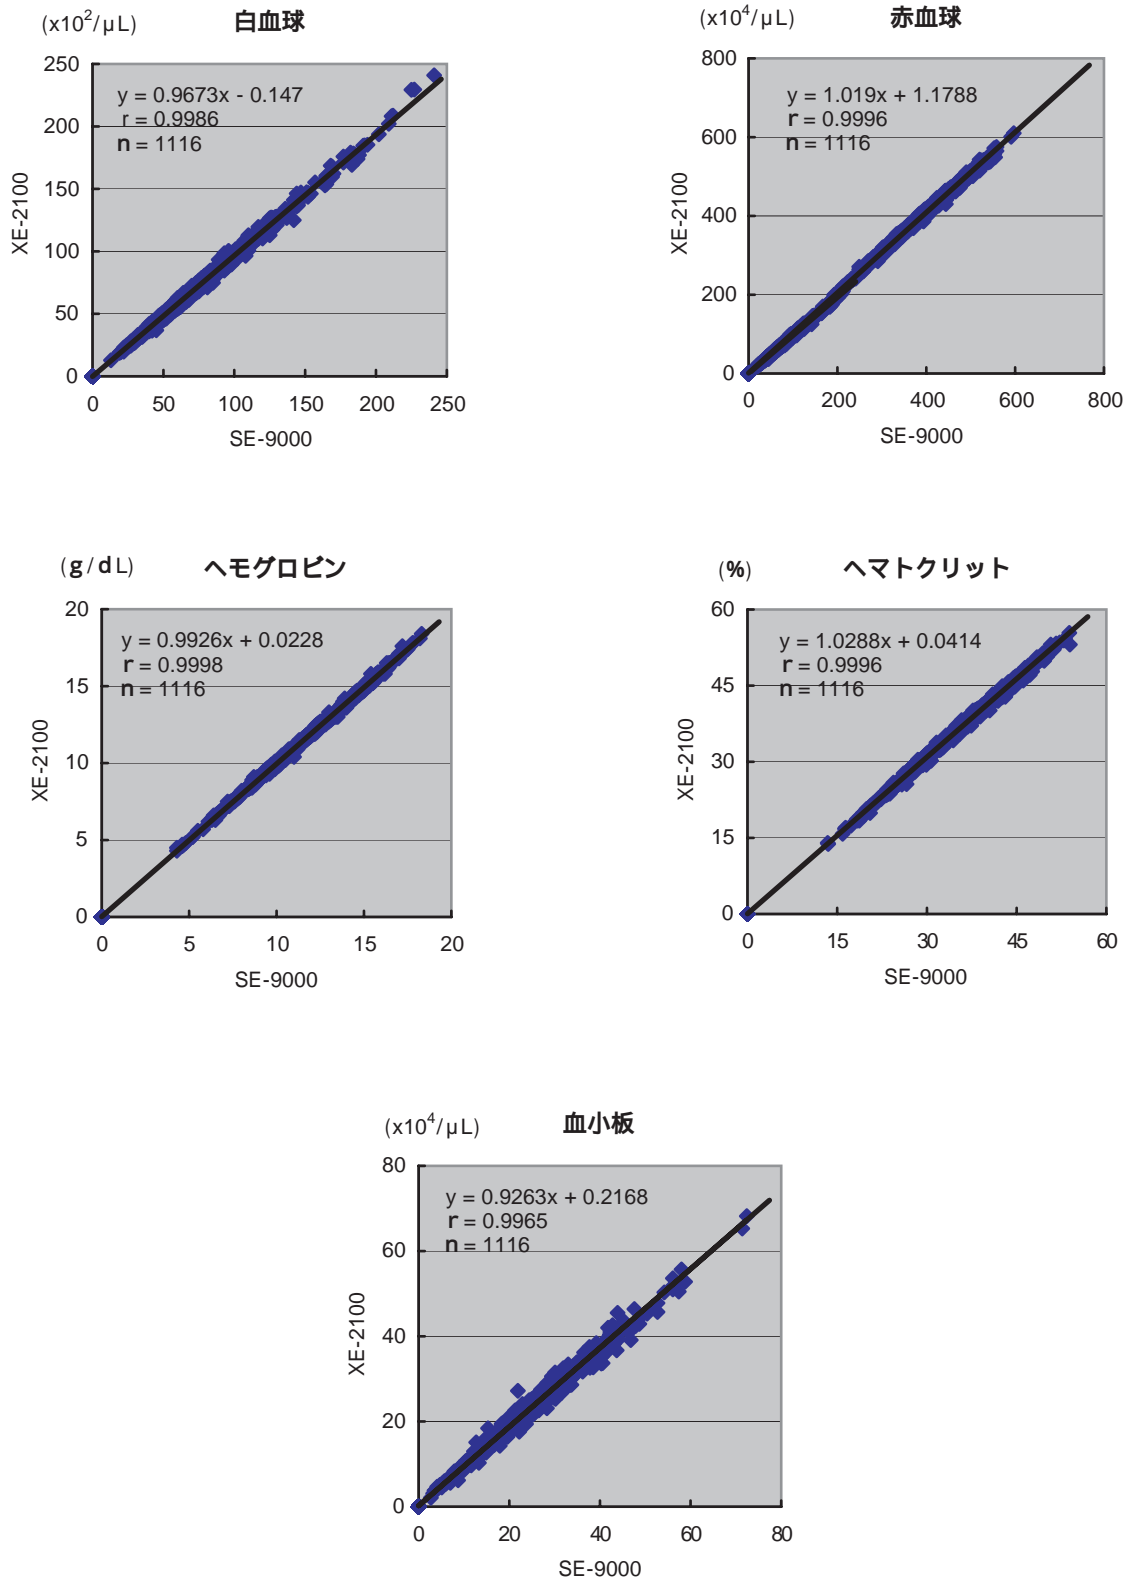 (x10²/μL) 白血球
250
200
150
100
50
0
y = 0.9673x - 0.147
r = 0.9986
n = 1116
XE-2100
0 50 100 150 200 250
SE-9000
(x10⁴/μL) 赤血球
800
600
400
200
0
y = 1.019x + 1.1788
r = 0.9996
n = 1116
XE-2100
0 200 400 600 800
SE-9000
(g/dL) ヘモグロビン
20
15
10
5
0
y = 0.9926x + 0.0228
r = 0.9998
n = 1116
XE-2100
0 5 10 15 20
SE-9000
(%) ヘマトクリット
60
45
30
15
0
y = 1.0288x + 0.0414
r = 0.9996
n = 1116
XE-2100
0 15 30 45 60
SE-9000
(x10⁴/μL) 血小板
80
60
40
20
0
y = 0.9263x + 0.2168
r = 0.9965
n = 1116
XE-2100
0 20 40 60 80
SE-9000